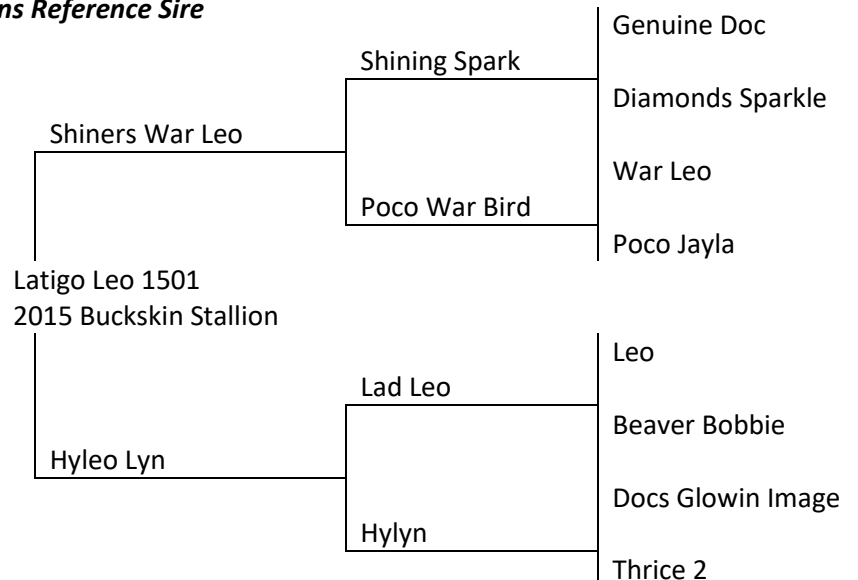 ns Reference Sire
Genuine Doc
Shining Spark
Diamonds Sparkle
Shiners War Leo
War Leo
Poco War Bird
Poco Jayla
Latigo Leo 1501
2015 Buckskin Stallion
Leo
Lad Leo
Beaver Bobbie
Hyleo Lyn
Docs Glowin Image
Hylyn
Thrice 2